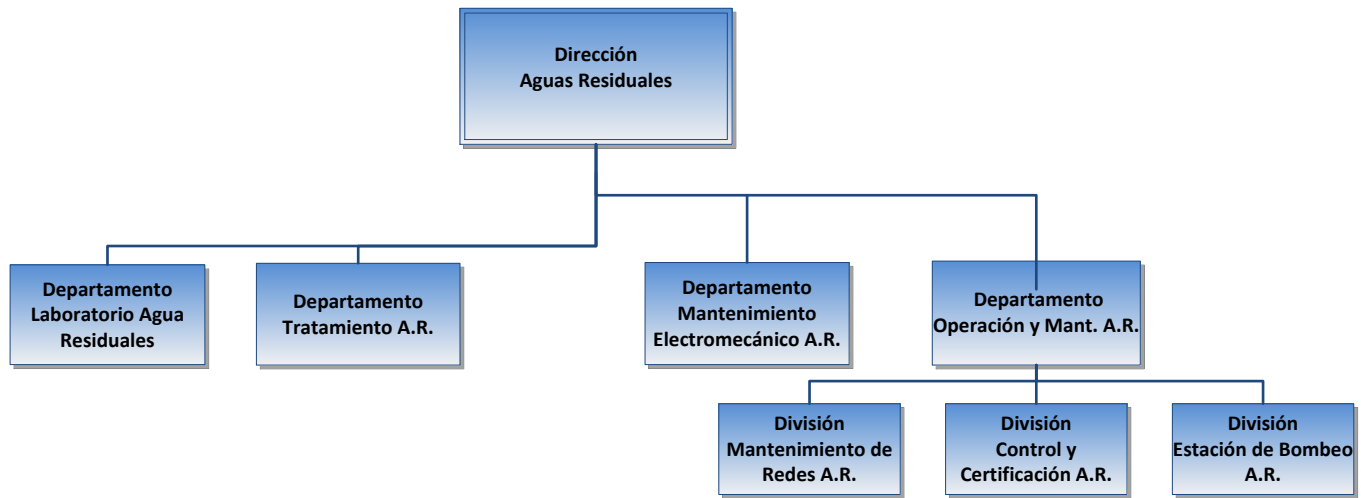 Dirección
Aguas Residuales
Departamento
Laboratorio Agua
Residuales
Departamento
Tratamiento A.R.
Departamento
Mantenimiento
Electromecánico A.R.
Departamento
Operación y Mant. A.R.
División
Mantenimiento de
Redes A.R.
División
Control y
Certificación A.R.
División
Estación de Bombeo
A.R.